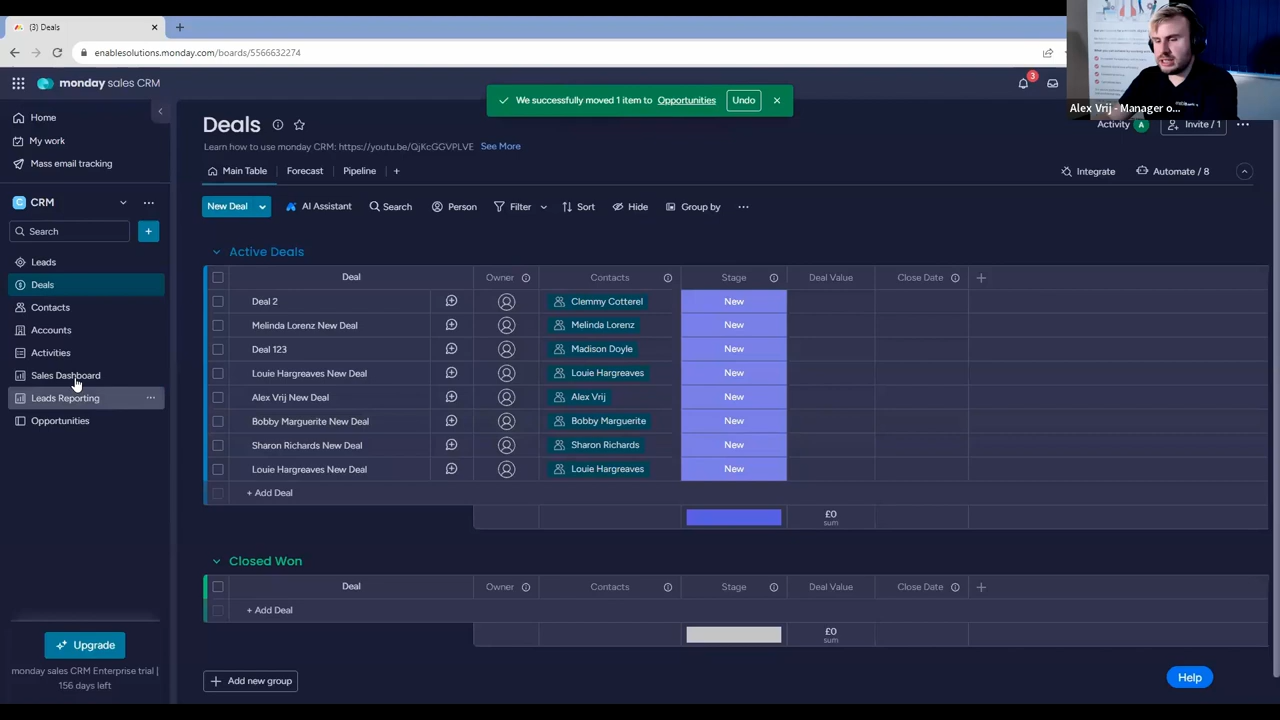 (3) Deals
enablesolutions.monday.com/boards/5566632274
Alex Vrij - Manager o...
monday sales CRM
3
We successfully moved 1 item to Opportunities Undo
Home
My work
Mass email tracking
C CRM
Search
Leads
Deals
Contacts
Accounts
Activities
Sales Dashboard
Leads Reporting
Opportunities
Upgrade
monday sales CRM Enterprise trial |
156 days left
Deals
Activity A Invite / 1
Learn how to use monday CRM: https://youtu.be/QjKcGGVPLVE See More
Main Table Forecast Pipeline +
Integrate Automate / 8
New Deal AI Assistant Search Person Filter Sort Hide Group by
Active Deals
Deal Owner Contacts Stage Deal Value Close Date
Deal 2 Clemmy Cotterel New
Melinda Lorenz New Deal Melinda Lorenz New
Deal 123 Madison Doyle New
Louie Hargreaves New Deal Louie Hargreaves New
Alex Vrij New Deal Alex Vrij New
Bobby Marguerite New Deal Bobby Marguerite New
Sharon Richards New Deal Sharon Richards New
Louie Hargreaves New Deal Louie Hargreaves New
+ Add Deal
£0
sum
Closed Won
Deal Owner Contacts Stage Deal Value Close Date
+ Add Deal
£0
sum
+ Add new group
Help